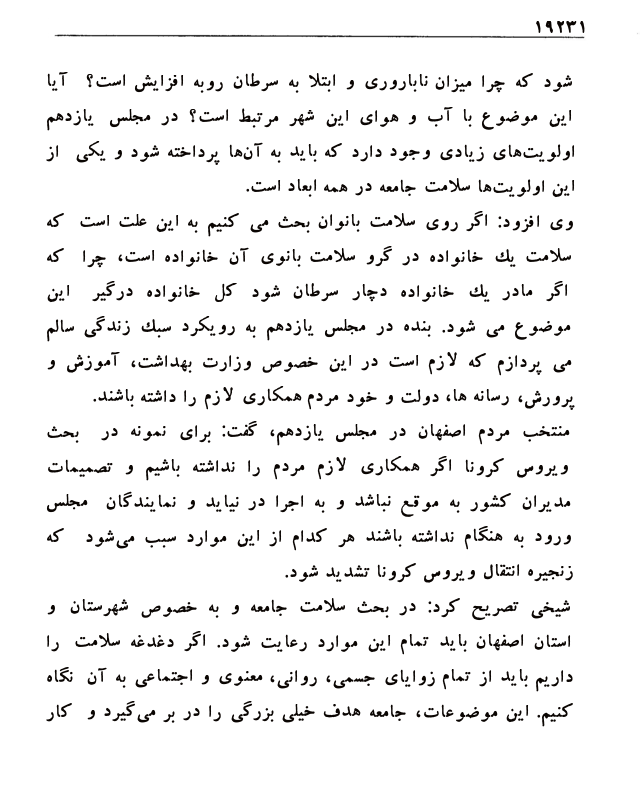 ۱۹۲۳۱
شود که چرا میزان ناباروری و ابتلا به سرطان روبه افزایش است؟ آیا
این موضوع با آب و هوای این شهر مرتبط است؟ در مجلس یازدهم
اولویت‌های زیادی وجود دارد که باید به آن‌ها پرداخته شود و یکی از
این اولویت‌ها سلامت جامعه در همه ابعاد است.
وی افزود: اگر روی سلامت بانوان بحث می کنیم به این علت است که
سلامت یك خانواده در گرو سلامت بانوی آن خانواده است، چرا که
اگر مادر یك خانواده دچار سرطان شود کل خانواده درگیر این
موضوع می شود. بنده در مجلس یازدهم به رویکرد سبك زندگی سالم
می پردازم که لازم است در این خصوص وزارت بهداشت، آموزش و
پرورش، رسانه ها، دولت و خود مردم همکاری لازم را داشته باشند.
منتخب مردم اصفهان در مجلس یازدهم، گفت: برای نمونه در بحث
ویروس کرونا اگر همکاری لازم مردم را نداشته باشیم و تصمیمات
مدیران کشور به موقع نباشد و به اجرا در نیاید و نمایندگان مجلس
ورود به هنگام نداشته باشند هر کدام از این موارد سبب می‌شود که
زنجیره انتقال ویروس کرونا تشدید شود.
شیخی تصریح کرد: در بحث سلامت جامعه و به خصوص شهرستان و
استان اصفهان باید تمام این موارد رعایت شود. اگر دغدغه سلامت را
داریم باید از تمام زوایای جسمی، روانی، معنوی و اجتماعی به آن نگاه
کنیم. این موضوعات، جامعه هدف خیلی بزرگی را در بر می‌گیرد و کار